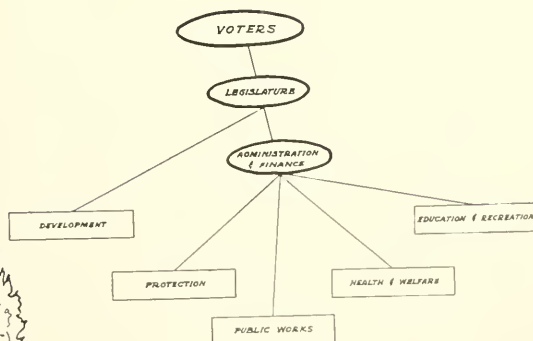 VOTERS
LEGISLATURE
ADMINISTRATION
& FINANCE
DEVELOPMENT
EDUCATION & RECREATION
PROTECTION
HEALTH & WELFARE
PUBLIC WORKS